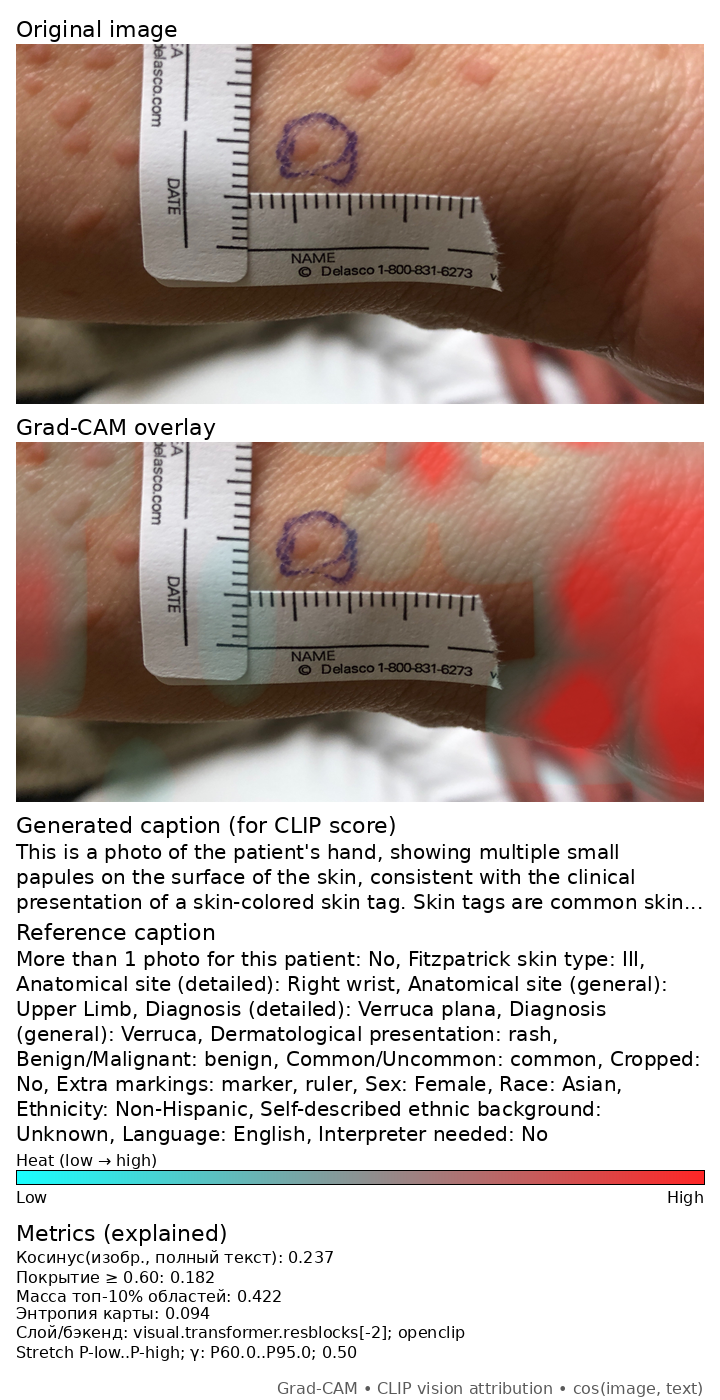 Original image
EA
delasco.com
DATE
NAME
© Delasco 1-800-831-6273
Grad-CAM overlay
delasco.com
DATE
NAME
© Delasco 1-800-831-6273
Generated caption (for CLIP score)
This is a photo of the patient's hand, showing multiple small
papules on the surface of the skin, consistent with the clinical
presentation of a skin-colored skin tag. Skin tags are common skin...
Reference caption
More than 1 photo for this patient: No, Fitzpatrick skin type: III,
Anatomical site (detailed): Right wrist, Anatomical site (general):
Upper Limb, Diagnosis (detailed): Verruca plana, Diagnosis
(general): Verruca, Dermatological presentation: rash,
Benign/Malignant: benign, Common/Uncommon: common, Cropped:
No, Extra markings: marker, ruler, Sex: Female, Race: Asian,
Ethnicity: Non-Hispanic, Self-described ethnic background:
Unknown, Language: English, Interpreter needed: No
Heat (low → high)
Low High
Metrics (explained)
Косинус(изобр., полный текст): 0.237
Покрытие ≥ 0.60: 0.182
Масса топ-10% областей: 0.422
Энтропия карты: 0.094
Слой/бэкенд: visual.transformer.resblocks[-2]; openclip
Stretch P-low..P-high; γ: P60.0..P95.0; 0.50
Grad-CAM • CLIP vision attribution • cos(image, text)